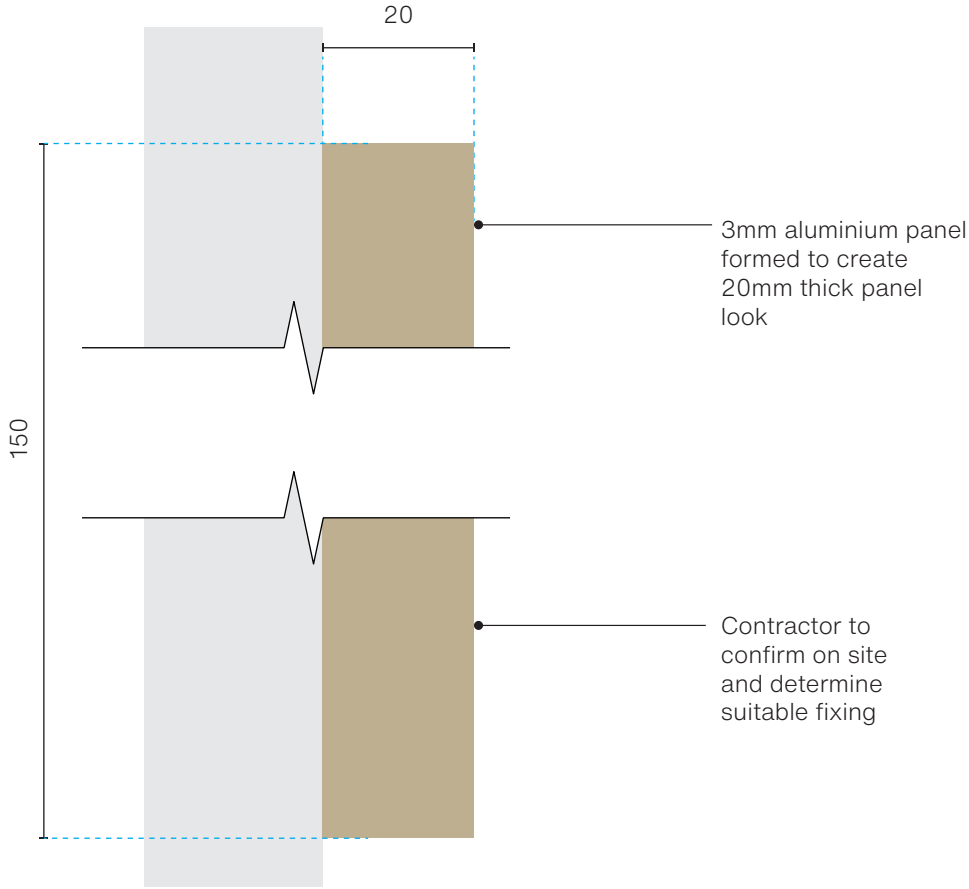 20
3mm aluminium panel
formed to create
20mm thick panel
look
150
Contractor to
confirm on site
and determine
suitable fixing